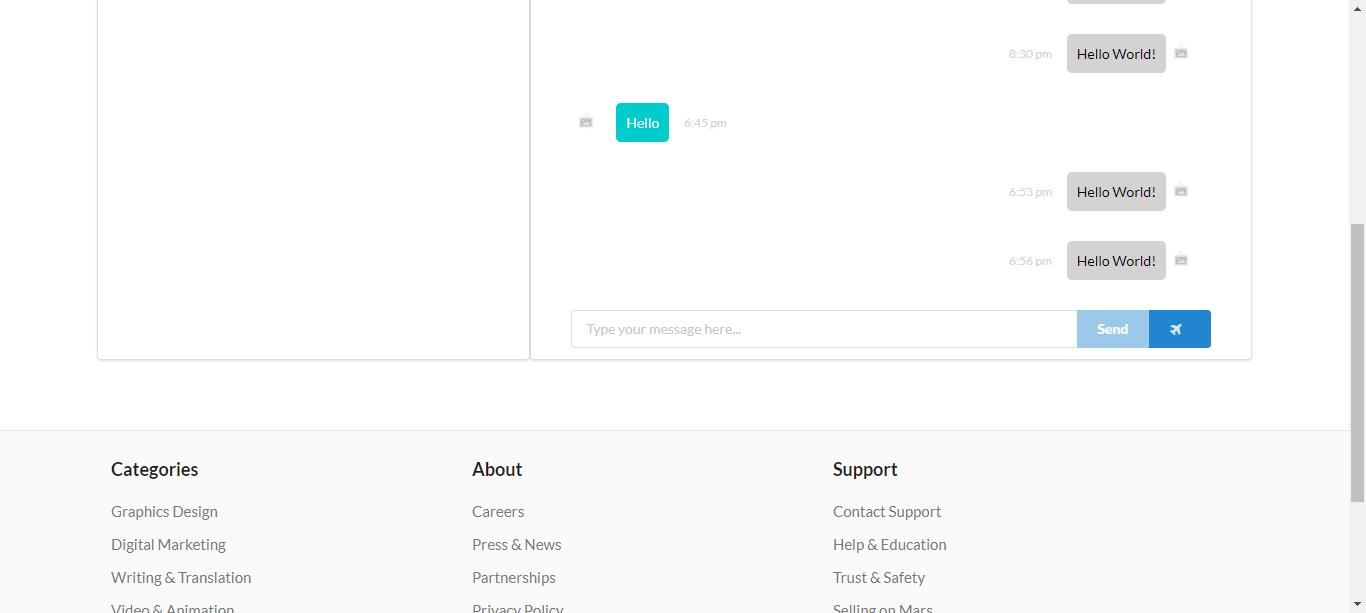 8:30 pm Hello World!
Hello 6:45 pm
6:53 pm Hello World!
6:56 pm Hello World!
Type your message here... Send
Categories
Graphics Design
Digital Marketing
Writing & Translation
Video & Animation
About
Careers
Press & News
Partnerships
Privacy Policy
Support
Contact Support
Help & Education
Trust & Safety
Selling on Mars